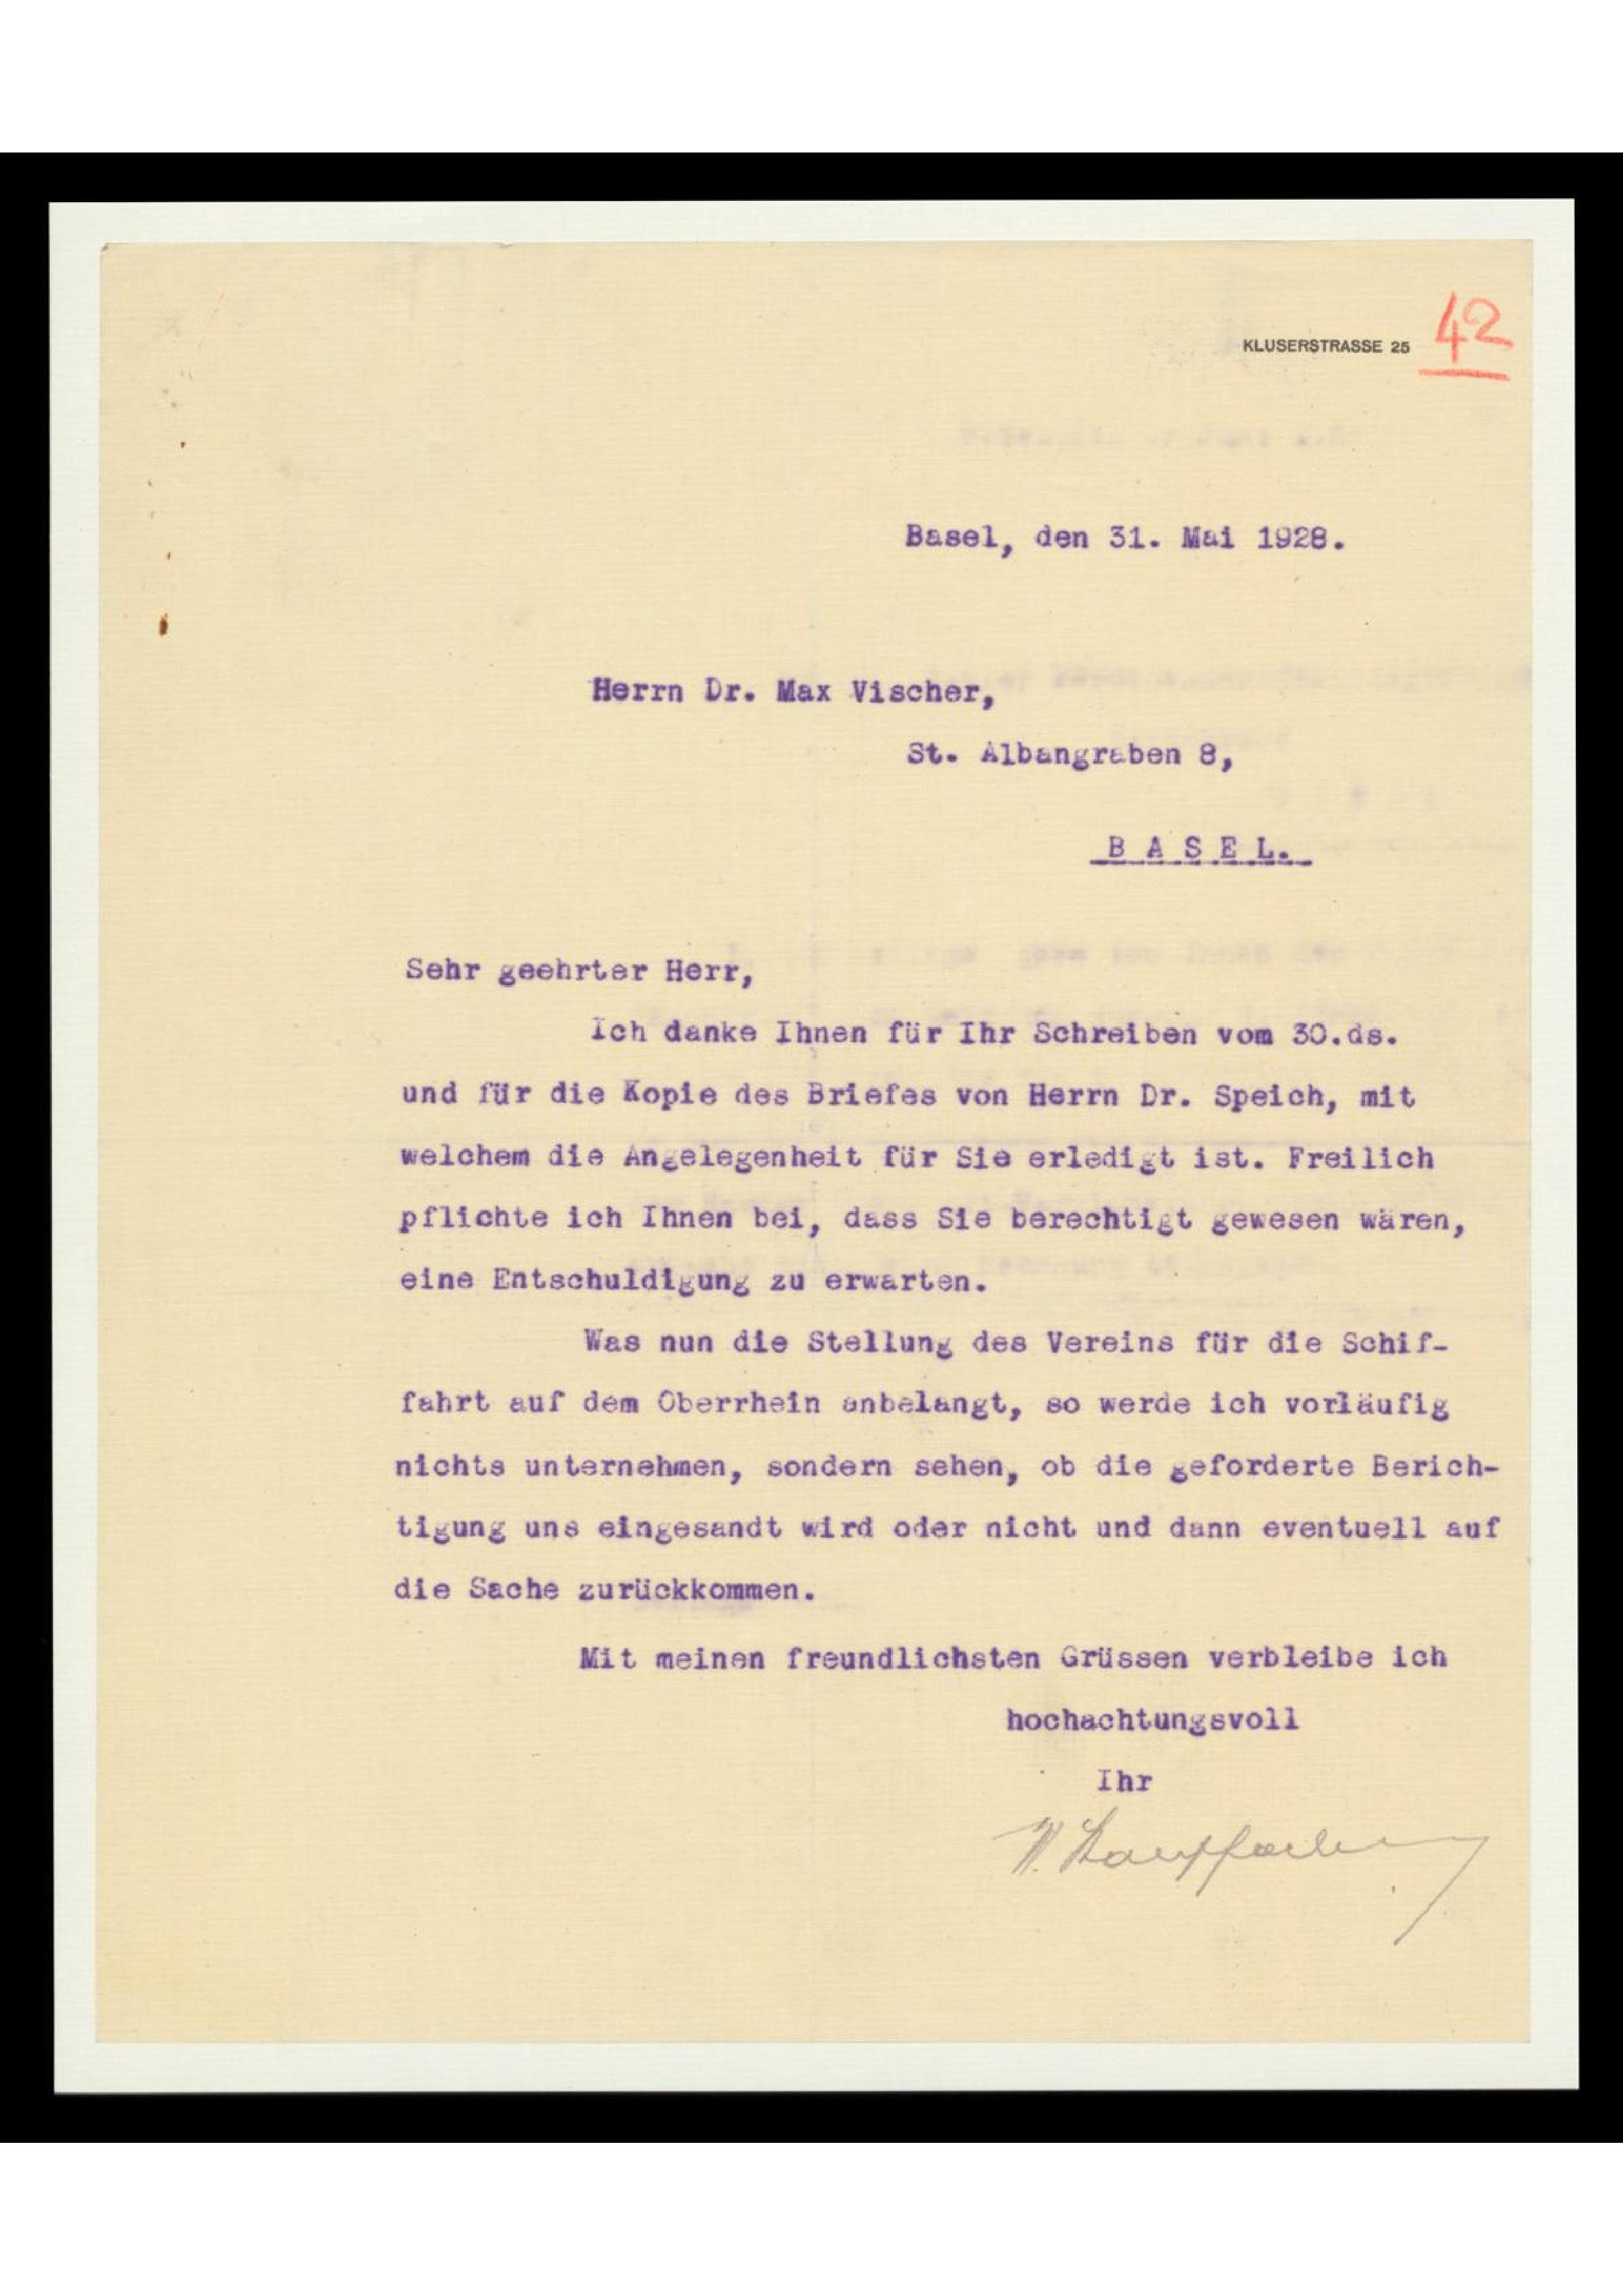 42
KLUSERSTRASSE 25
Basel, den 31. Mai 1928.
Herrn Dr. Max Vischer,
St. Albangraben 8,
B A S E L.
Sehr geehrter Herr,
Ich danke Ihnen für Ihr Schreiben vom 30.ds.
und für die Kopie des Briefes von Herrn Dr. Speich, mit
welchem die Angelegenheit für Sie erledigt ist. Freilich
pflichte ich Ihnen bei, dass Sie berechtigt gewesen wären,
eine Entschuldigung zu erwarten.
Was nun die Stellung des Vereins für die Schif-
fahrt auf dem Oberrhein anbelangt, so werde ich vorläufig
nichts unternehmen, sondern sehen, ob die geforderte Berich-
tigung uns eingesandt wird oder nicht und dann eventuell auf
die Sache zurückkommen.
Mit meinen freundlichsten Grüssen verbleibe ich
hochachtungsvoll
Ihr